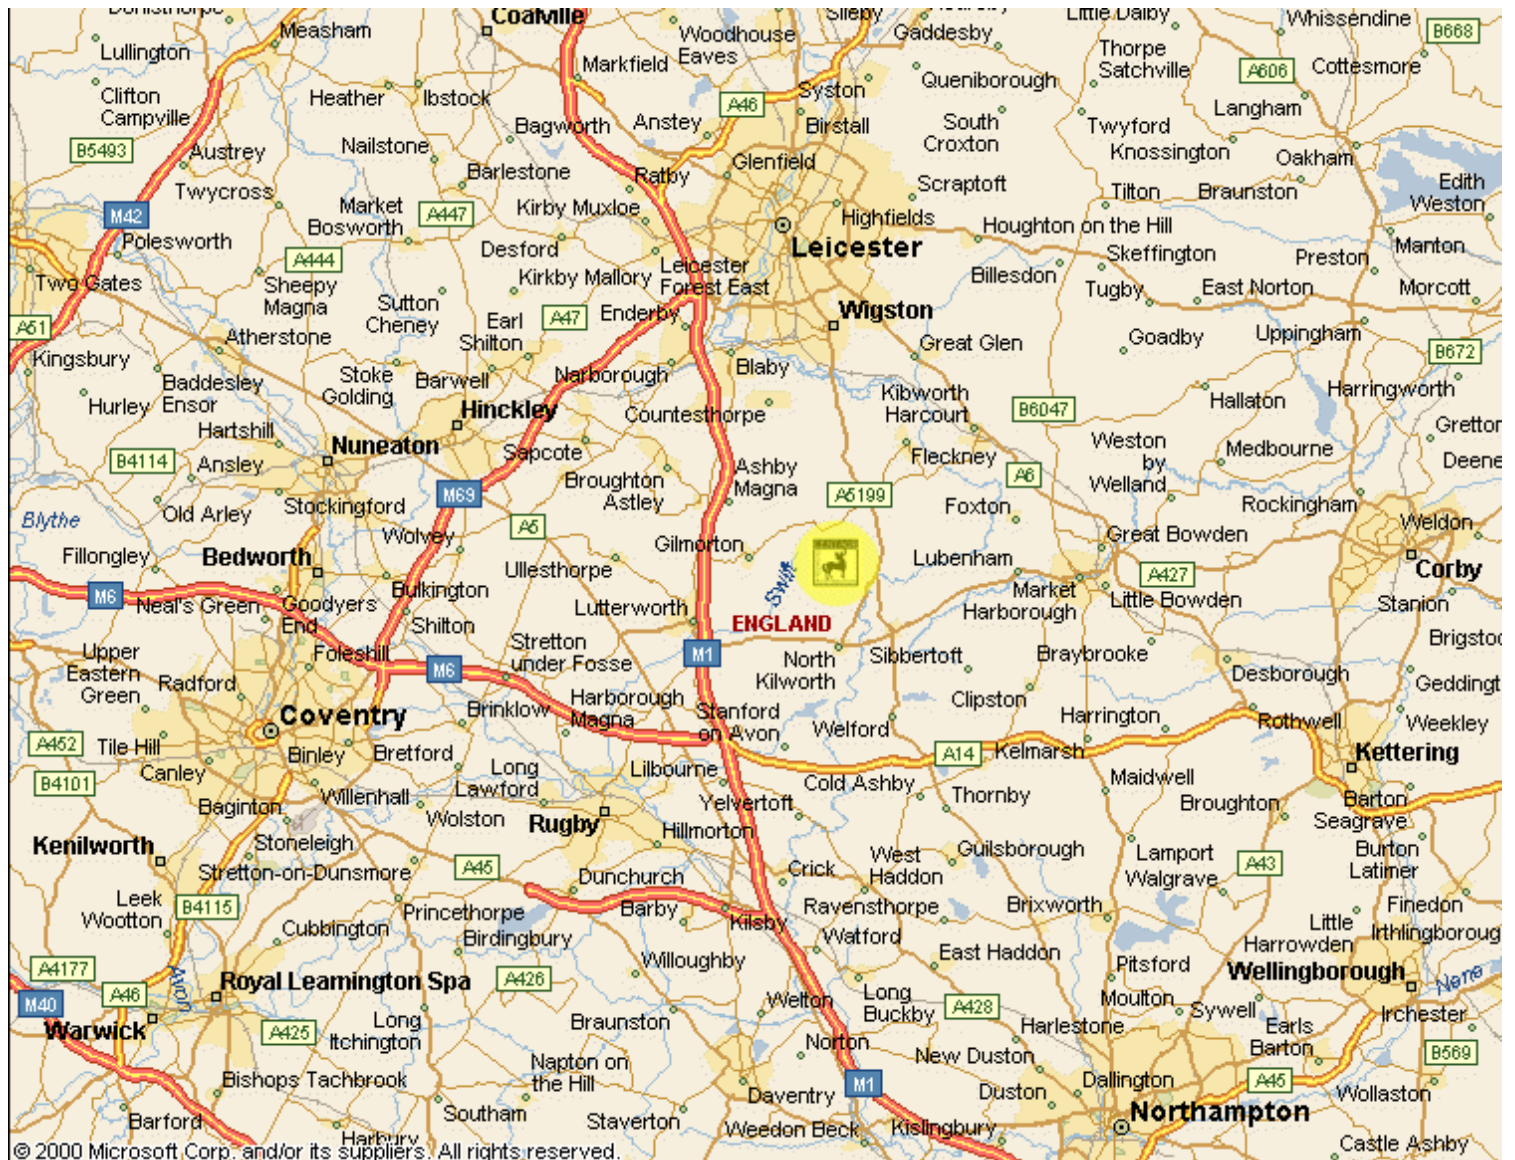 Donisthorpe
Coalville
Sileby
Little Dalby
Whissendine
Measham
Woodhouse
Eaves
Gaddesby
B668
Lullington
Markfield
Thorpe
Satchville
A606
Cottesmore
Clifton
Campville
Heather
Ibstock
Syston
Queniborough
Langham
A46
B5493
Austrey
Nailstone
Bagworth
Anstey
Birstall
South
Croxton
Twyford
Knossington
Oakham
Barlestone
Ratby
Glenfield
Twycross
Market
Bosworth
A447
Kirby Muxloe
Scraptoft
Tilton
Braunston
Edith
Weston
M42
Highfields
Houghton on the Hill
Polesworth
A444
Desford
Leicester
Skeffington
Preston
Manton
Two Gates
Sheepy
Magna
Kirkby Mallory
Leicester
Forest East
Billesdon
Tugby
East Norton
Morcott
Sutton
Cheney
Earl
Shilton
A47
Enderby
Wigston
A51
Atherstone
Great Glen
Goadby
Uppingham
B672
Kingsbury
Baddesley
Ensor
Stoke
Golding
Barwell
Narborough
Blaby
Kibworth
Harcourt
Hallaton
Harringworth
Hurley
Hinckley
Countesthorpe
B6047
Hartshill
Nuneaton
Sapcote
Weston
by
Welland
Medbourne
Gretton
B4114
Ansley
Broughton
Astley
Ashby
Magna
Fleckney
A6
Deene
Stockingford
M69
A5199
Foxton
Rockingham
Blythe
Old Arley
Wolvey
A5
Great Bowden
Weldon
Fillongley
Bedworth
Gilmorton
Lubenham
Corby
Ullesthorpe
Swift
A427
M6
Neal's Green
Goodyers
End
Bulkington
Lutterworth
Market
Harborough
Little Bowden
Stanion
Shilton
ENGLAND
Upper
Eastern
Green
Foleshill
M6
Stretton
under Fosse
M1
North
Kilworth
Sibbertoft
Braybrooke
Brigstoc
Radford
Harborough
Magna
Clipston
Desborough
Geddingt
Coventry
Brinklow
Stanford
on Avon
Welford
Harrington
Rothwell
Weekley
A452
Tile Hill
Binley
Bretford
A14
Kelmarsh
Kettering
B4101
Canley
Long
Lawford
Lilbourne
Cold Ashby
Maidwell
Baginton
Willenhall
Wolston
Rugby
Yelvertoft
Thornby
Broughton
Barton
Seagrave
Kenilworth
Stoneleigh
Hillmorton
West
Haddon
Guilsborough
Lamport
A43
Burton
Latimer
Stretton-on-Dunsmore
A45
Dunchurch
Crick
Walgrave
Leek
Wootton
B4115
Princethorpe
Barby
Kilsby
Ravensthorpe
Brixworth
Little
Harrowden
Finedon
Cubbington
Birdingbury
Watford
Irthlingboroug
A4177
Willoughby
East Haddon
Pitsford
Wellingborough
Nene
M40
A46
Avon
Royal Leamington Spa
A426
Welton
Long
Buckby
A428
Moulton
Sywell
Irchester
Warwick
A425
Long
Itchington
Braunston
Norton
Harlestone
Earls
Barton
B569
Bishops Tachbrook
Napton on
the Hill
M1
New Duston
Dallington
A45
Barford
Southam
Daventry
Duston
Wollaston
Harbury
Staverton
Weedon Beck
Kislingbury
Northampton
Castle Ashby
© 2000 Microsoft Corp. and/or its suppliers. All rights reserved.